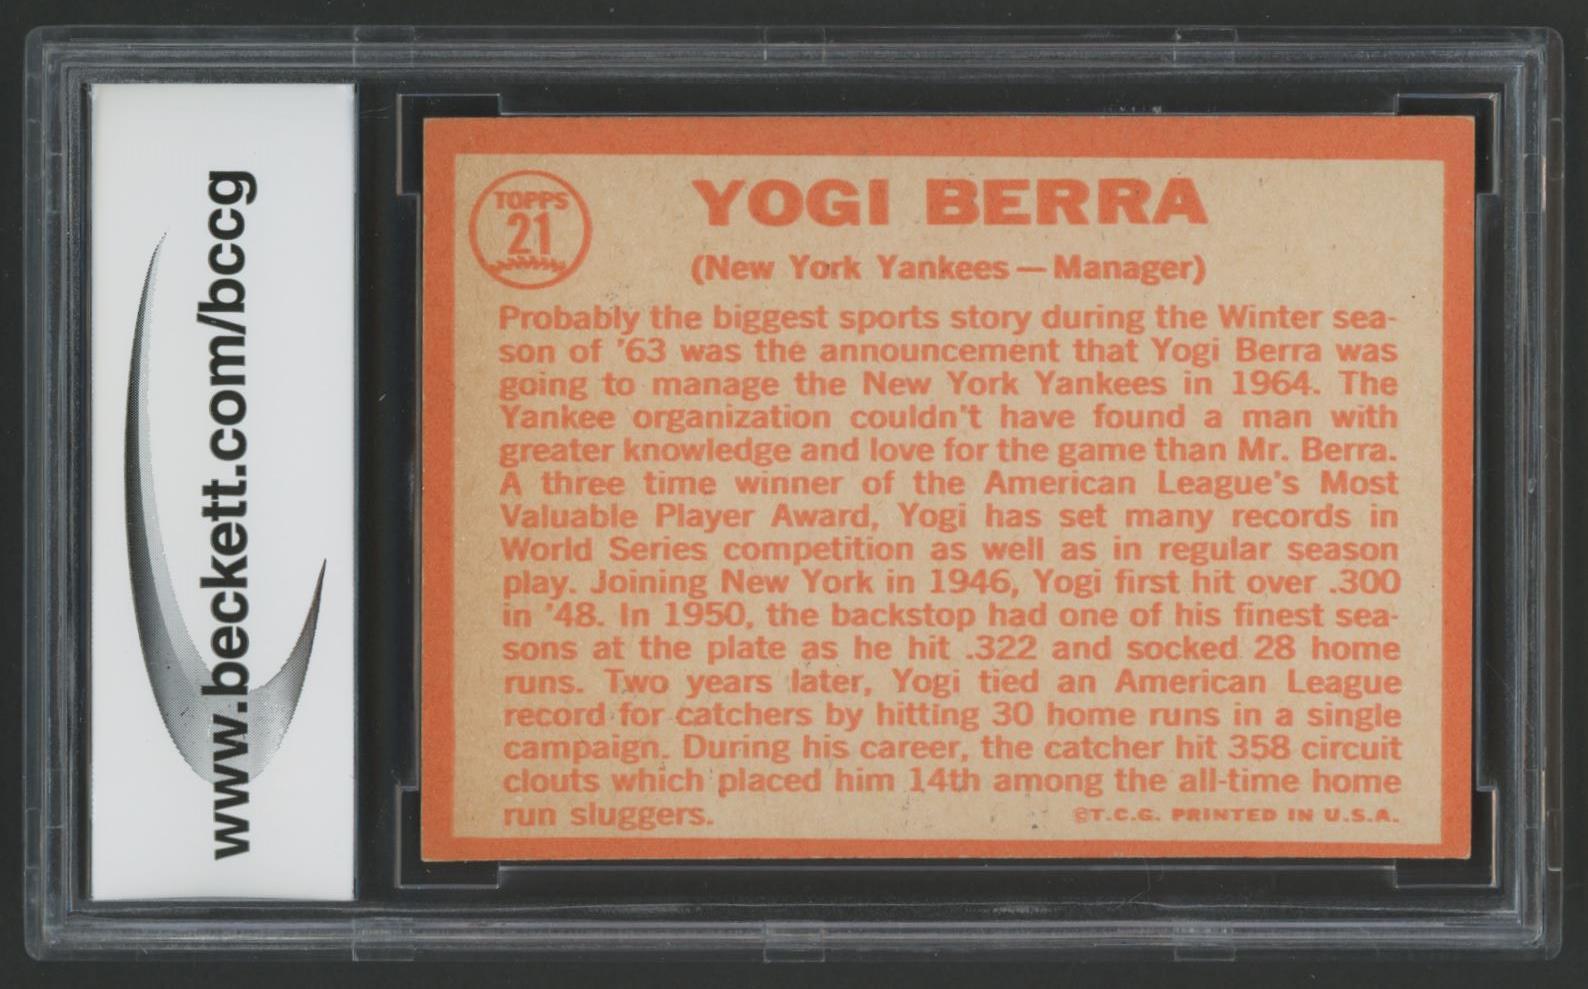 www.beckett.com/bccg
TOPPS
21
YOGI BERRA
(New York Yankees — Manager)
Probably the biggest sports story during the Winter sea-
son of '63 was the announcement that Yogi Berra was
going to manage the New York Yankees in 1964. The
Yankee organization couldn't have found a man with
greater knowledge and love for the game than Mr. Berra.
A three time winner of the American League's Most
Valuable Player Award, Yogi has set many records in
World Series competition as well as in regular season
play. Joining New York in 1946, Yogi first hit over .300
in '48. In 1950, the backstop had one of his finest sea-
sons at the plate as he hit .322 and socked 28 home
runs. Two years later, Yogi tied an American League
record for catchers by hitting 30 home runs in a single
campaign. During his career, the catcher hit 358 circuit
clouts which placed him 14th among the all-time home
run sluggers.
©T.C.G. PRINTED IN U.S.A.